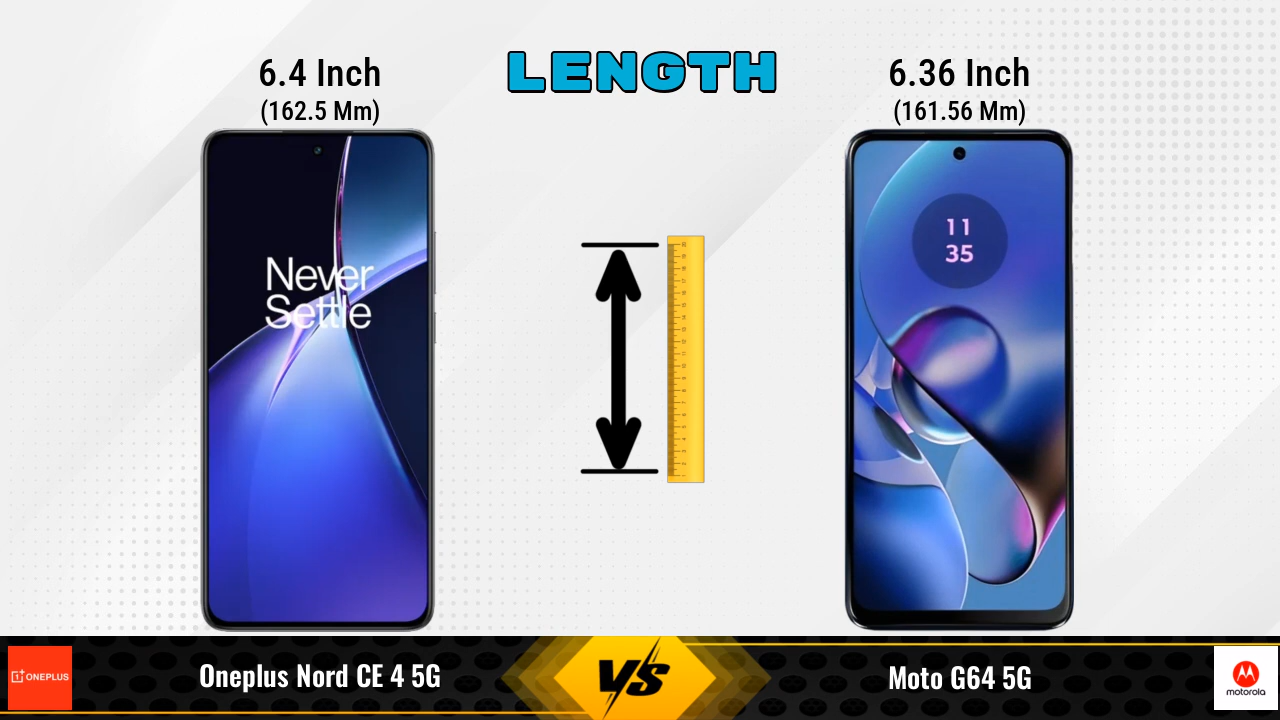 LENGTH
6.4 Inch
(162.5 Mm)
6.36 Inch
(161.56 Mm)
Never
Settle
11
35
ONEPLUS
Oneplus Nord CE 4 5G
VS
Moto G64 5G
motorola